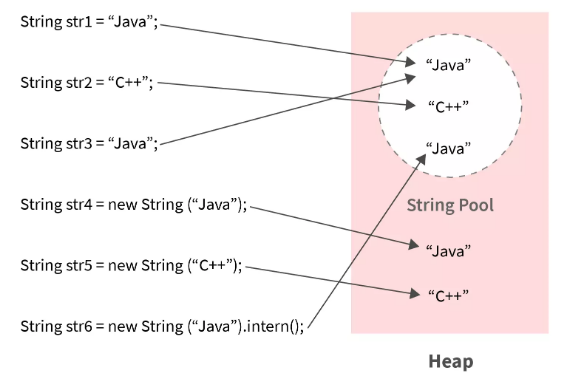 String str1 = “Java”;
String str2 = “C++”;
String str3 = “Java”;
String str4 = new String (“Java”);
String str5 = new String (“C++”);
String str6 = new String (“Java”).intern();
“Java”
“C++”
“Java”
String Pool
“Java”
“C++”
Heap